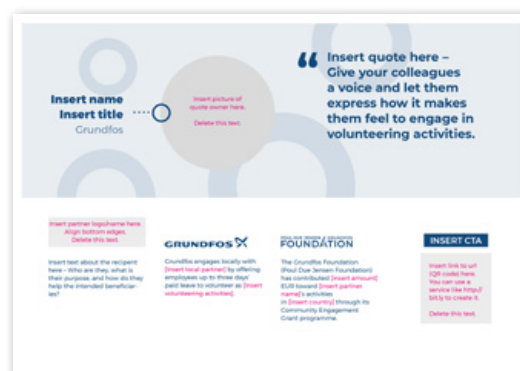 Insert name
Insert title
Grundfos
Insert picture of
quote owner here.
Delete this text.
“ Insert quote here –
Give your colleagues
a voice and let them
express how it makes
them feel to engage in
volunteering activities.
Insert partner logo/name here.
Align bottom edges.
Delete this text.
Insert text about the recipent
here – Who are they, what is
their purpose, and how do they
help the intended beneficiar-
ies?
GRUNDFOS
Grundfos engages locally with
[insert local partner] by offering
employees up to three days'
paid leave to volunteer as [insert
volunteering activities].
POUL DUE JENSEN / GRUNDFOS
FOUNDATION
The Grundfos Foundation
(Poul Due Jensen Foundation)
has contributed [insert amount]
EUR toward [insert partner
name]'s activities
in [insert country] through its
Community Engagement
Grant programme.
INSERT CTA
Insert link to url
(QR code) here.
You can use a
service like http://
bit.ly to create it.
Delete this text.